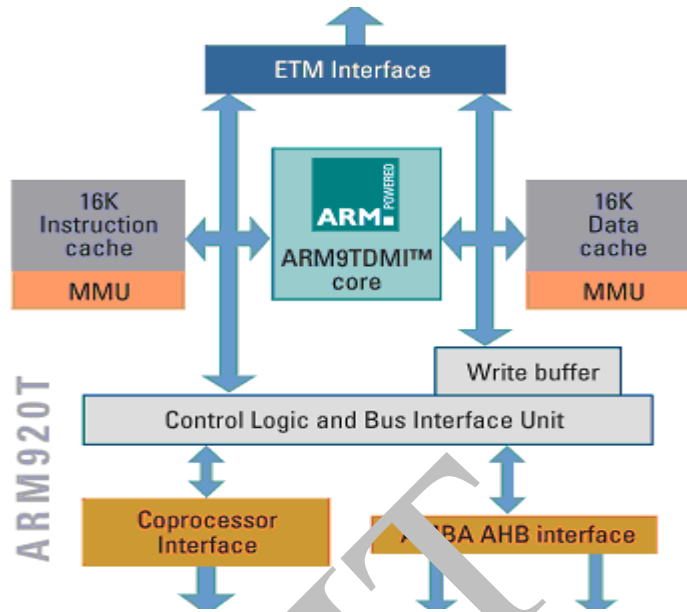 ETM Interface
16K
Instruction
cache
MMU
ARM
POWERED
ARM9TDMI™
core
16K
Data
cache
MMU
Write buffer
Control Logic and Bus Interface Unit
ARM920T
Coprocessor
Interface
AHB interface